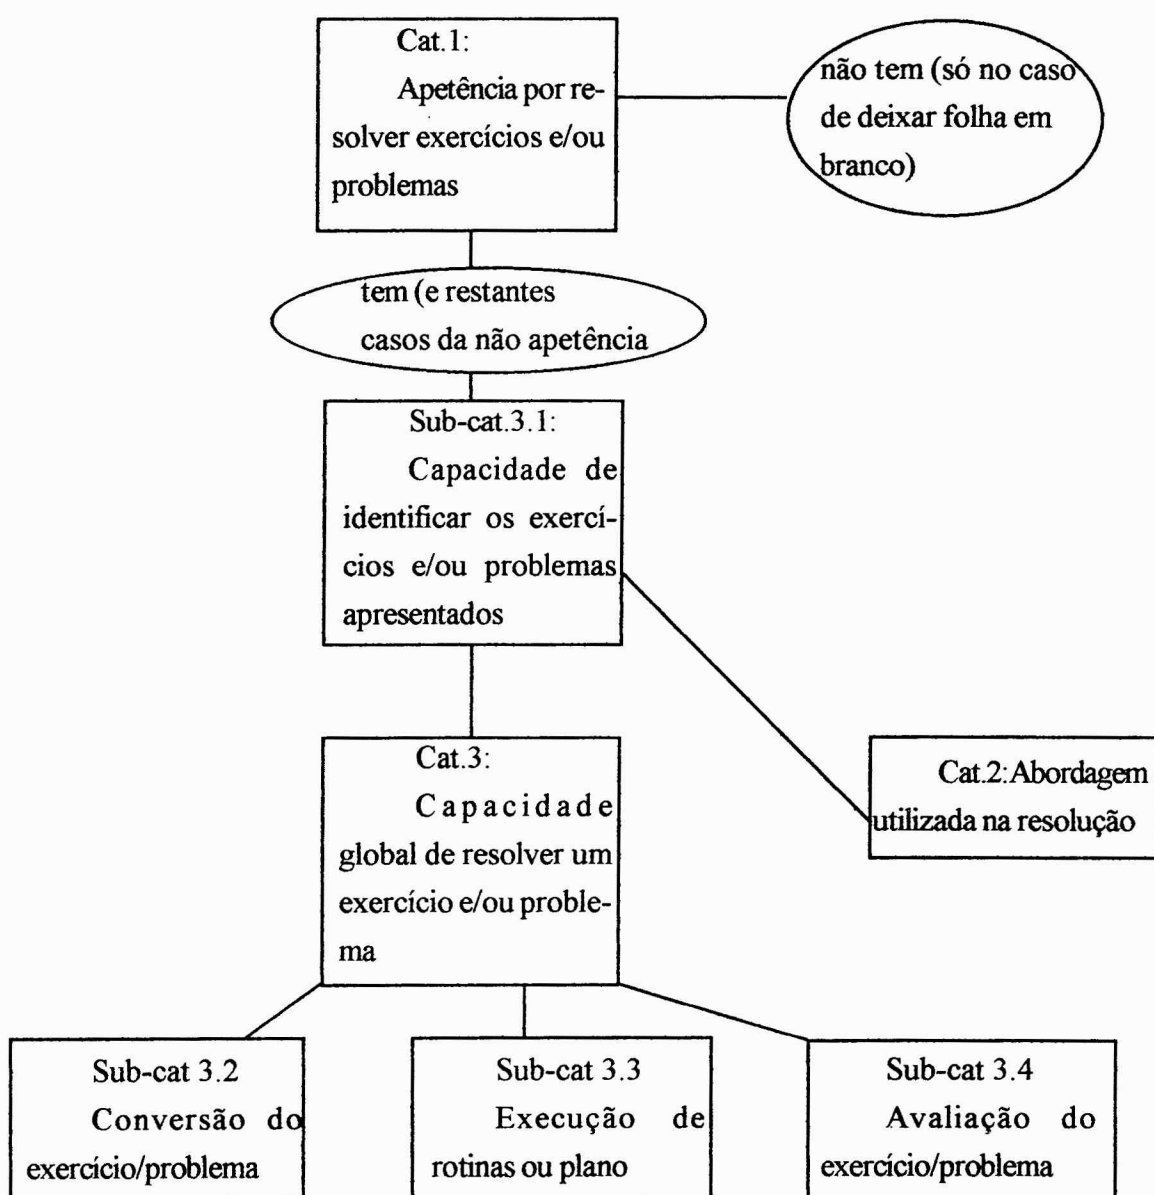 Cat.1:
Apetência por re-
solver exercícios e/ou
problemas
não tem (só no caso
de deixar folha em
branco)
tem (e restantes
casos da não apetência
Sub-cat.3.1:
Capacidade de
identificar os exercí-
cios e/ou problemas
apresentados
Cat.3:
Capacidade
global de resolver um
exercício e/ou proble-
ma
Cat.2:Abordagem
utilizada na resolução
Sub-cat 3.2
Conversão do
exercício/problema
Sub-cat 3.3
Execução de
rotinas ou plano
Sub-cat 3.4
Avaliação do
exercício/problema